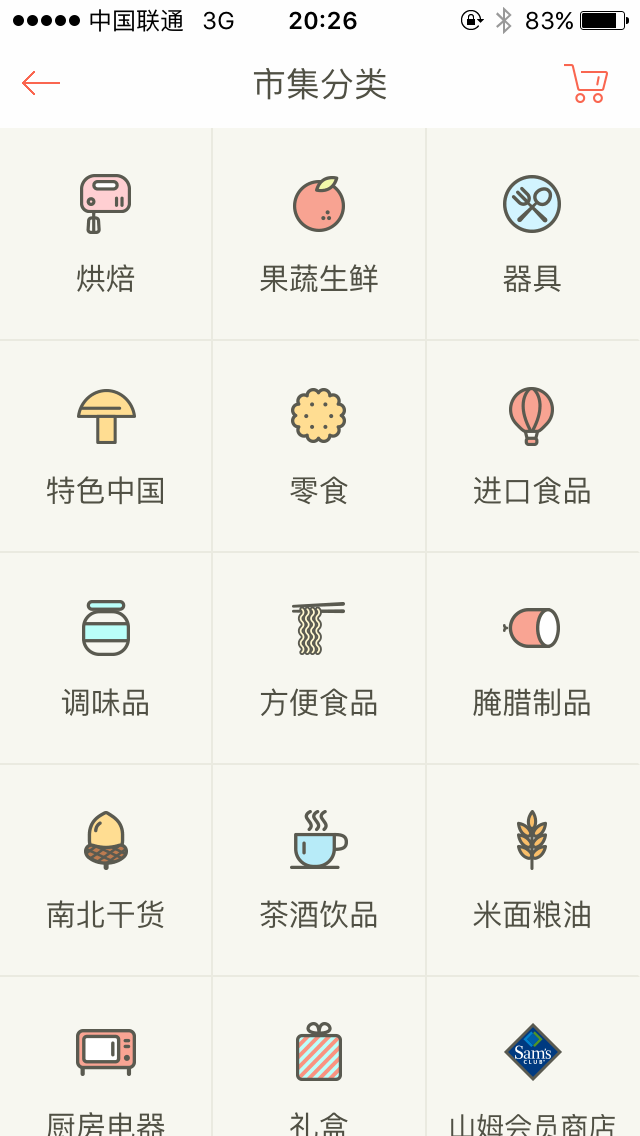 中国联通 3G 20:26 83%
市集分类
烘焙 果蔬生鲜 器具
特色中国 零食 进口食品
调味品 方便食品 腌腊制品
南北干货 茶酒饮品 米面粮油
Sam's
CLUB
厨房电器 礼盒 山姆会员商店